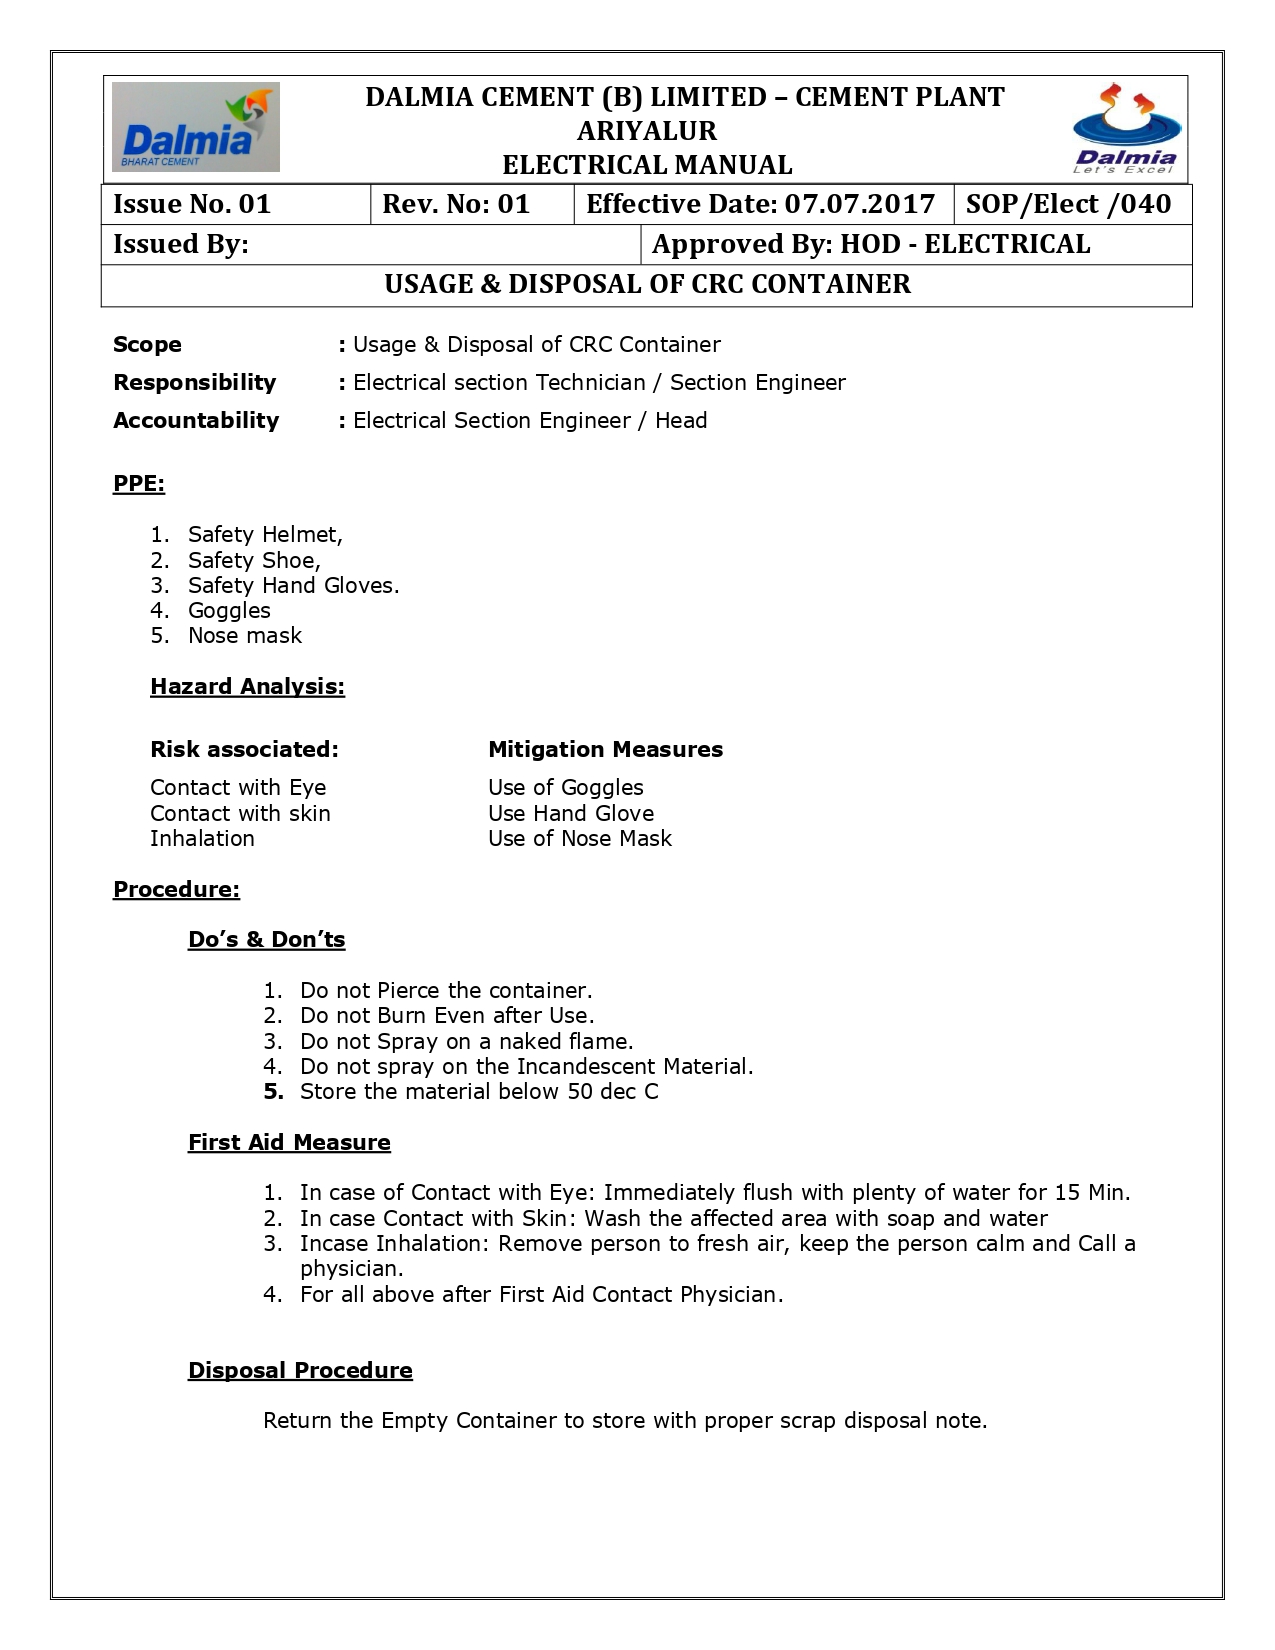 Dalmia
BHARAT CEMENT
DALMIA CEMENT (B) LIMITED – CEMENT PLANT
ARIYALUR
ELECTRICAL MANUAL
Dalmia
Let's Excel
Issue No. 01 Rev. No: 01 Effective Date: 07.07.2017 SOP/Elect /040
Issued By: Approved By: HOD - ELECTRICAL
USAGE & DISPOSAL OF CRC CONTAINER
Scope : Usage & Disposal of CRC Container
Responsibility : Electrical section Technician / Section Engineer
Accountability : Electrical Section Engineer / Head
PPE:
1. Safety Helmet,
2. Safety Shoe,
3. Safety Hand Gloves.
4. Goggles
5. Nose mask
Hazard Analysis:
Risk associated: Mitigation Measures
Contact with Eye Use of Goggles
Contact with skin Use Hand Glove
Inhalation Use of Nose Mask
Procedure:
Do’s & Don’ts
1. Do not Pierce the container.
2. Do not Burn Even after Use.
3. Do not Spray on a naked flame.
4. Do not spray on the Incandescent Material.
5. Store the material below 50 dec C
First Aid Measure
1. In case of Contact with Eye: Immediately flush with plenty of water for 15 Min.
2. In case Contact with Skin: Wash the affected area with soap and water
3. Incase Inhalation: Remove person to fresh air, keep the person calm and Call a
physician.
4. For all above after First Aid Contact Physician.
Disposal Procedure
Return the Empty Container to store with proper scrap disposal note.